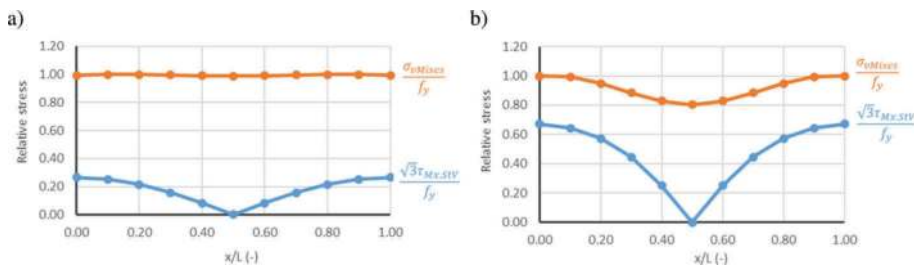 a)
1.20
1.00
0.80
0.60
0.40
0.20
0.00
Relative stress
0.00 0.20 0.40 0.60 0.80 1.00
x/L (-)
σvMises
fy
√3τMx.StV
fy
b)
1.20
1.00
0.80
0.60
0.40
0.20
0.00
Relative stress
0.00 0.20 0.40 0.60 0.80 1.00
x/L (-)
σvMises
fy
√3τMx.StV
fy